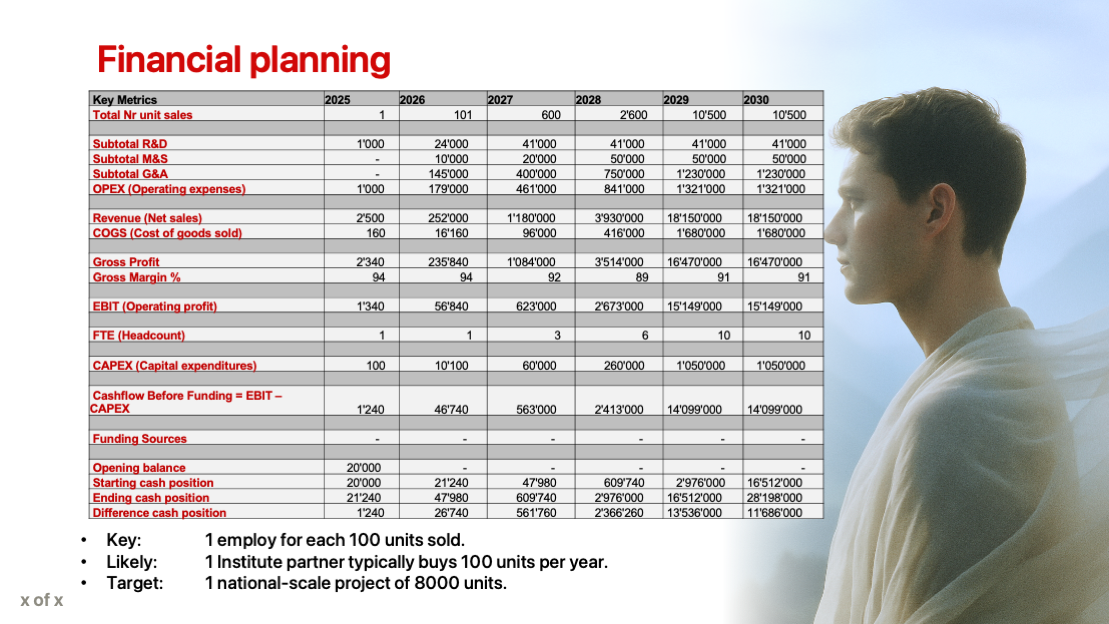 Financial planning
Key Metrics 2025 2026 2027 2028 2029 2030
Total Nr unit sales 1 101 600 2'600 10'500 10'500
Subtotal R&D 1'000 24'000 41'000 41'000 41'000 41'000
Subtotal M&S - 10'000 20'000 50'000 50'000 50'000
Subtotal G&A - 145'000 400'000 750'000 1'230'000 1'230'000
OPEX (Operating expenses) 1'000 179'000 461'000 841'000 1'321'000 1'321'000
Revenue (Net sales) 2'500 252'000 1'180'000 3'930'000 18'150'000 18'150'000
COGS (Cost of goods sold) 160 16'160 96'000 416'000 1'680'000 1'680'000
Gross Profit 2'340 235'840 1'084'000 3'514'000 16'470'000 16'470'000
Gross Margin % 94 94 92 89 91 91
EBIT (Operating profit) 1'340 56'840 623'000 2'673'000 15'149'000 15'149'000
FTE (Headcount) 1 1 3 6 10 10
CAPEX (Capital expenditures) 100 10'100 60'000 260'000 1'050'000 1'050'000
Cashflow Before Funding = EBIT –
CAPEX 1'240 46'740 563'000 2'413'000 14'099'000 14'099'000
Funding Sources - - - - - -
Opening balance 20'000 - - - - -
Starting cash position 20'000 21'240 47'980 609'740 2'976'000 16'512'000
Ending cash position 21'240 47'980 609'740 2'976'000 16'512'000 28'198'000
Difference cash position 1'240 26'740 561'760 2'366'260 13'536'000 11'686'000
• Key: 1 employ for each 100 units sold.
• Likely: 1 Institute partner typically buys 100 units per year.
• Target: 1 national-scale project of 8000 units.
x of x